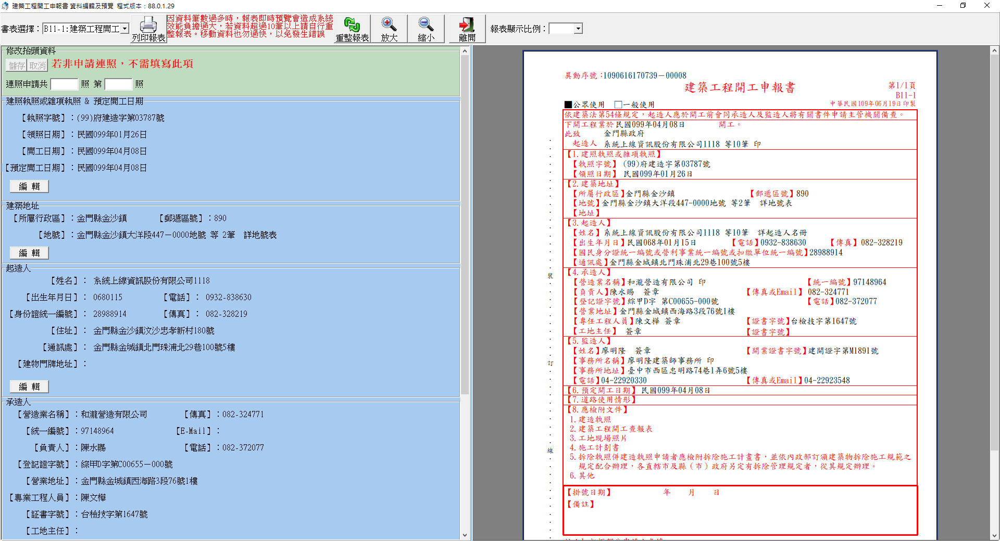 建築工程開工申報書 資料編輯及預覽 程式版本：88.0.1.29
書表選擇：B11-1:建築工程開工
列印報表
因資料筆數過多時，報表即時預覽會造成系統
效能負擔過大，若資料超過10筆以上請自行重
整報表。移動資料也勿過快，以免發生錯誤
重整報表
放大
縮小
離開
報表顯示比例：
修改抬頭資料
儲存 取消 若非申請連照，不需填寫此項
連照申請共 照 第 照
建照執照或雜項執照 & 預定開工日期
【執照字號】：(99)府建造字第03787號
【領照日期】：民國099年01月26日
【開工日期】：民國099年04月08日
【預定開工日期】：民國099年04月08日
編 輯
建築地址
【所屬行政區】：金門縣金沙鎮 【郵遞區號】：890
【地號】：金門縣金沙鎮大洋段447－0000地號 等 2筆 詳地號表
編 輯
起造人
【姓名】： 系統上線資訊股份有限公司1118
【出生年月日】： 0680115 【電話】： 0932-838630
【身份證統一編號】： 28988914 【傳真】： 082-328219
【住址】： 金門縣金沙鎮汶沙忠孝新村180號
【通訊處】： 金門縣金城鎮北門珠浦北29巷100號5樓
【建物門牌地址】：
編 輯
承造人
【營造業名稱】：和瀧營造有限公司 【傳真】：082-324771
【統一編號】：97148964 【E-Mail】：
【負責人】：陳水賜 【電話】：082-372077
【登記證字號】：綜甲D字第C00655－000號
【營業地址】：金門縣金城鎮西海路3段76號1樓
【專業工程人員】：陳文樺
【証書字號】：台檢技字第1647號
【工地主任】：
異動序號：1090616170739－00008
建築工程開工申報書
第1/1頁
B11-1
■公眾使用 □一般使用
中華民國109年06月19日印製
依建築法第54條規定，起造人應於開工前會同承造人及監造人將有關書件申請主管機關備查。
下開工程業於民國099年04月08日 開工。
此致 金門縣政府
起造人 系統上線資訊股份有限公司1118 等10筆 印
【1.建照執照或雜項執照】
【執照字號】 (99)府建造字第03787號
【領照日期】 民國099年01月26日
【2.建築地址】
【所屬行政區】金門縣金沙鎮 【郵遞區號】890
【地號】金門縣金沙鎮大洋段447-0000地號 等2筆 詳地號表
【地址】
【3.起造人】
【姓名】系統上線資訊股份有限公司1118 等10筆 詳起造人名冊
【出生年月日】民國068年01月15日 【電話】0932-838630 【傳真】082-328219
【國民身分證統一編號或營利事業統一編號或扣繳單位統一編號】28988914
【通訊處】金門縣金城鎮北門珠浦北29巷100號5樓
裝
【4.承造人】
【營造業名稱】和瀧營造有限公司 印 【統一編號】97148964
【負責人】陳水賜 簽章 【傳真或Email】 082-324771
【登記證字號】綜甲D字 第C00655-000號 【電話】082-372077
【營業地址】金門縣金城鎮西海路3段76號1樓
【專任工程人員】陳文樺 簽章 【證書字號】台檢技字第1647號
【工地主任】 簽章 【證書字號】
【5.監造人】
【姓名】廖明隆 簽章 【開業證書字號】建開證字第M1891號
訂
【事務所名稱】廖明隆建築師事務所 印
【事務所地址】臺中市西區忠明路74巷1弄6號5樓
【電話】04-22920330 【傳真或Email】04-22923548
【6.預定開工日期】 民國099年04月08日
【7.道路使用情形】
【8.應檢附文件】
1.建造執照
2.建築工程開工查報表
3.工地現場照片
4.施工計劃書
線
5.拆除執照併建造執照申請者應檢附拆除施工計畫書，並依內政部訂頒建築物拆除施工規範之
規定配合辦理，各直轄市及縣（市）政府另定有拆除管理規定者，從其規定辦理。
6.其他
【掛號日期】 年 月 日
【備註】